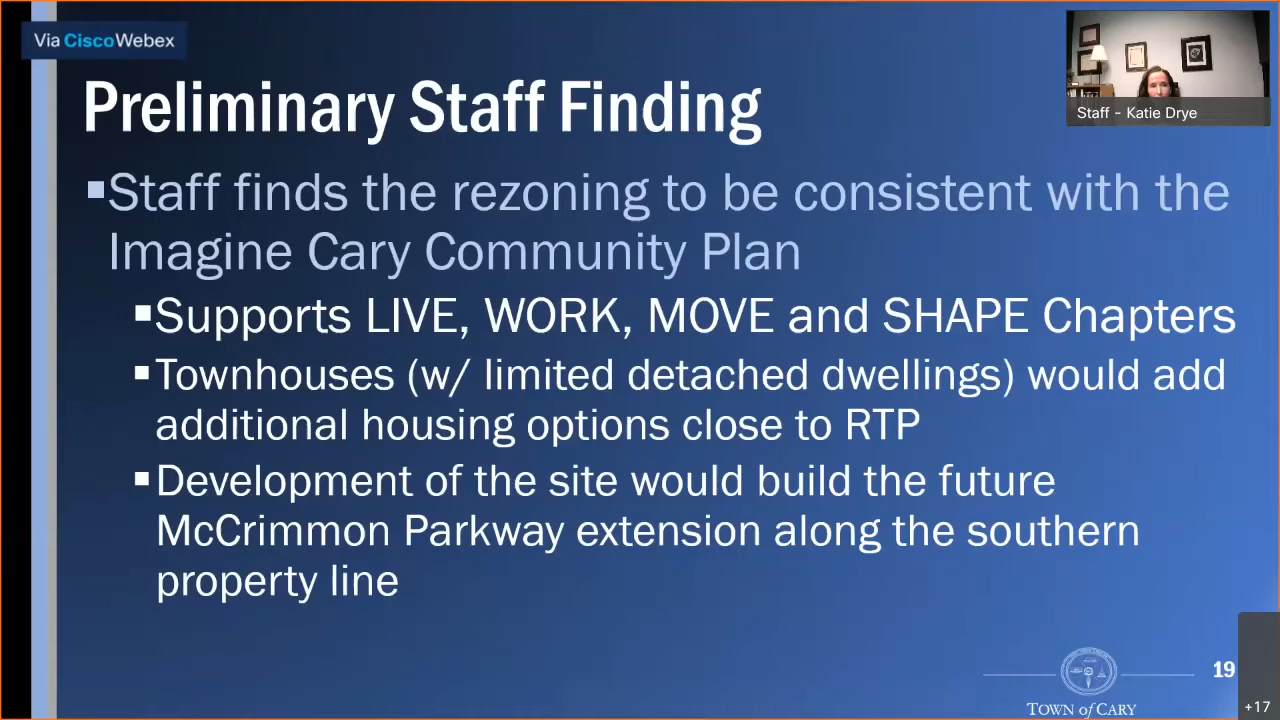 Via Cisco Webex
Staff - Katie Drye
Preliminary Staff Finding
▪Staff finds the rezoning to be consistent with the
Imagine Cary Community Plan
▪Supports LIVE, WORK, MOVE and SHAPE Chapters
▪Townhouses (w/ limited detached dwellings) would add
additional housing options close to RTP
▪Development of the site would build the future
McCrimmon Parkway extension along the southern
property line
19
TOWN of CARY
+17